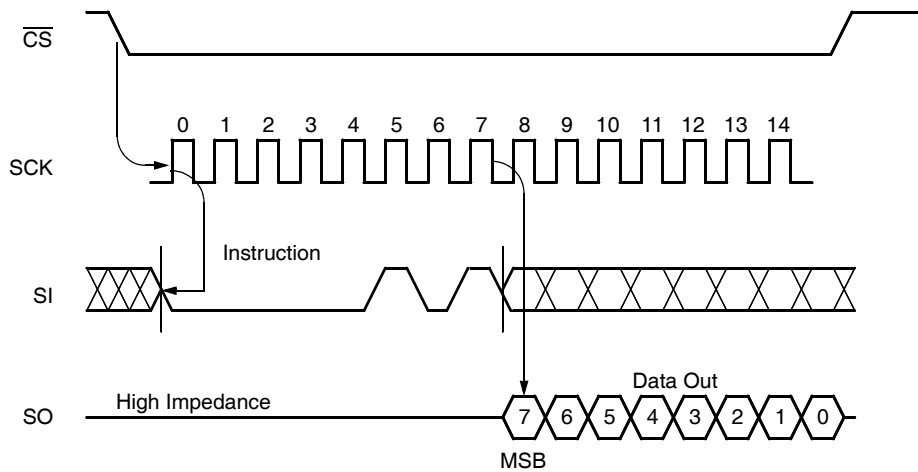 CS
0 1 2 3 4 5 6 7 8 9 10 11 12 13 14
SCK
Instruction
SI
Data Out
High Impedance
SO
7 6 5 4 3 2 1 0
MSB